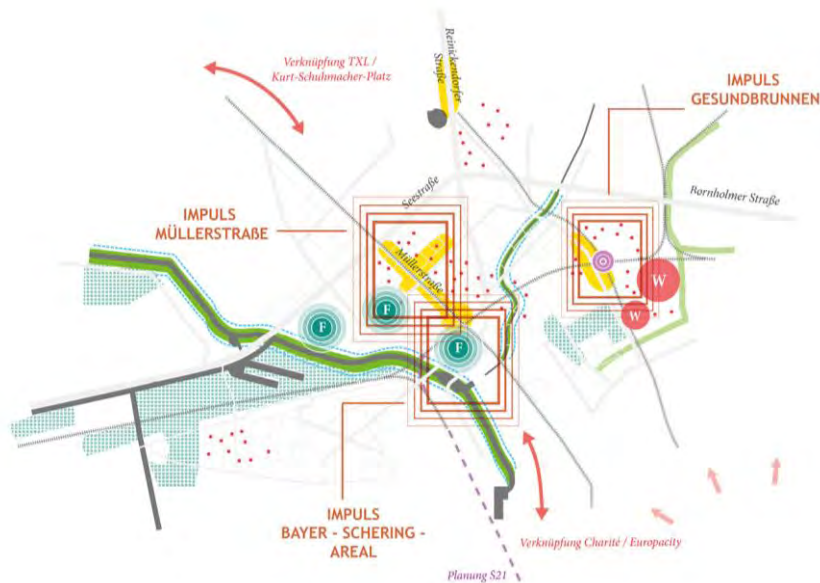 Verknüpfung TXL /
Kurt-Schuhmacher-Platz
Reinickendorfer
Straße
IMPULS
GESUNDBRUNNEN
Seestraße
Bornholmer Straße
IMPULS
MÜLLERSTRAßE
Müllerstraße
W
W
F
F
F
IMPULS
BAYER - SCHERING -
AREAL
Verknüpfung Charité / Europacity
Planung S21